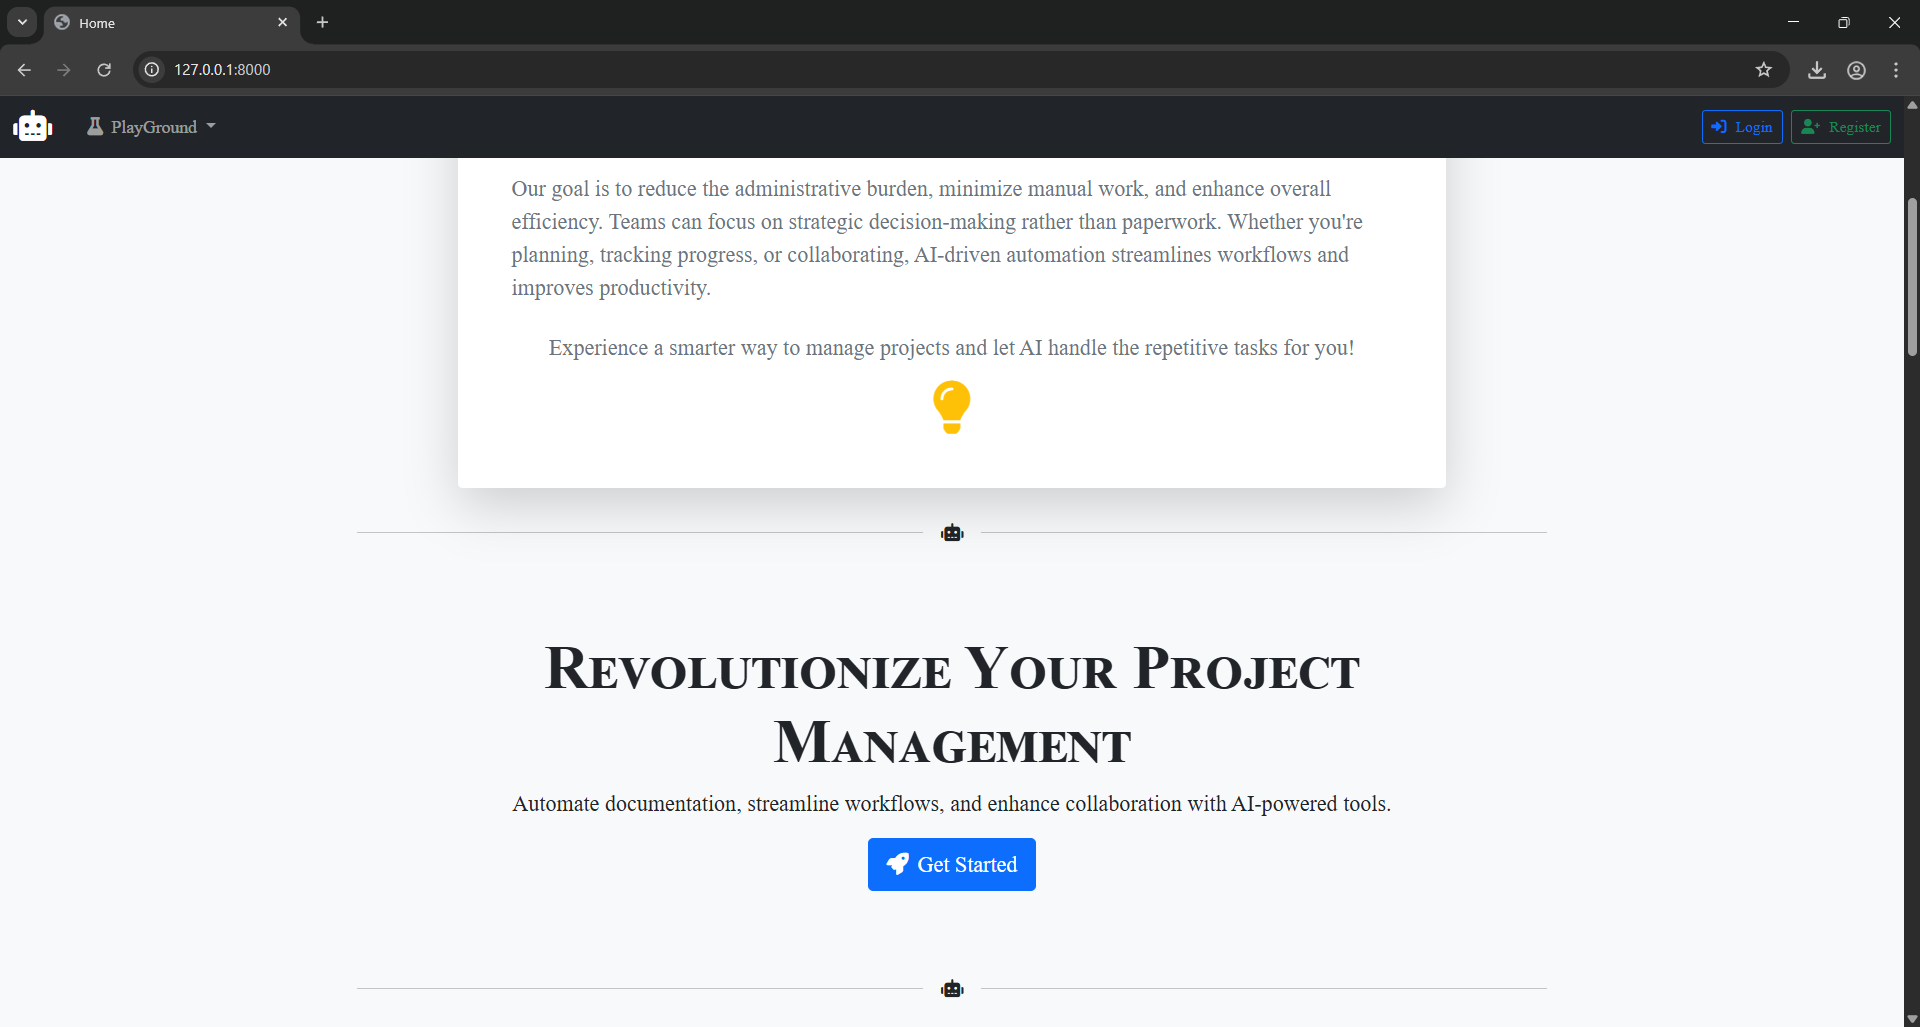 Home
127.0.0.1:8000
PlayGround
Login
Register
Our goal is to reduce the administrative burden, minimize manual work, and enhance overall
efficiency. Teams can focus on strategic decision-making rather than paperwork. Whether you're
planning, tracking progress, or collaborating, AI-driven automation streamlines workflows and
improves productivity.
Experience a smarter way to manage projects and let AI handle the repetitive tasks for you!
Revolutionize Your Project
Management
Automate documentation, streamline workflows, and enhance collaboration with AI-powered tools.
Get Started